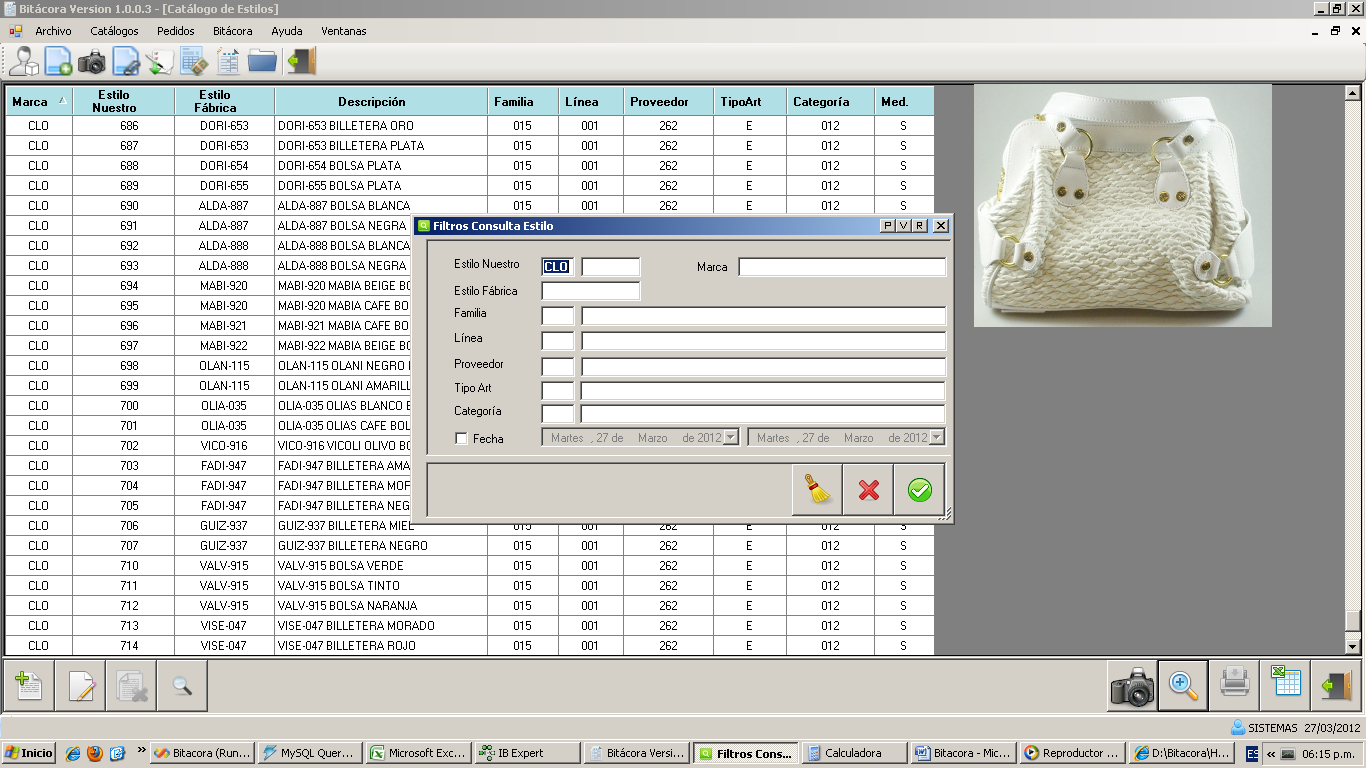 Bitácora Version 1.0.0.3 - [Catálogo de Estilos]
Archivo Catálogos Pedidos Bitácora Ayuda Ventanas
Marca Estilo Nuestro Estilo Fábrica Descripción Familia Línea Proveedor TipoArt Categoría Med.
CLO 686 DORI-653 DORI-653 BILLETERA ORO 015 001 262 E 012 S
CLO 687 DORI-653 DORI-653 BILLETERA PLATA 015 001 262 E 012 S
CLO 688 DORI-654 DORI-654 BOLSA PLATA 015 001 262 E 012 S
CLO 689 DORI-655 DORI-655 BOLSA PLATA 015 001 262 E 012 S
CLO 690 ALDA-887 ALDA-887 BOLSA BLANCA 015 001 262 E 012 S
CLO 691 ALDA-887 ALDA-887 BOLSA NEGRA
CLO 692 ALDA-888 ALDA-888 BOLSA BLANCA
CLO 693 ALDA-888 ALDA-888 BOLSA NEGRA
CLO 694 MABI-920 MABI-920 MABIA BEIGE BO
CLO 695 MABI-920 MABI-920 MABIA CAFE BO
CLO 696 MABI-921 MABI-921 MABIA CAFE BO
CLO 697 MABI-922 MABI-922 MABIA BEIGE BO
CLO 698 OLAN-115 OLAN-115 OLANI NEGRO
CLO 699 OLAN-115 OLAN-115 OLANI AMARILL
CLO 700 OLIA-035 OLIA-035 OLIAS BLANCO B
CLO 701 OLIA-035 OLIA-035 OLIAS CAFE BOL
CLO 702 VICO-916 VICO-916 VICOLI OLIVO BO
CLO 703 FADI-947 FADI-947 BILLETERA AMA
CLO 704 FADI-947 FADI-947 BILLETERA MOR
CLO 705 FADI-947 FADI-947 BILLETERA NEG
CLO 706 GUIZ-937 GUIZ-937 BILLETERA MIEL 015 001 262 E 012 S
CLO 707 GUIZ-937 GUIZ-937 BILLETERA NEGRO 015 001 262 E 012 S
CLO 710 VALV-915 VALV-915 BOLSA VERDE 015 001 262 E 012 S
CLO 711 VALV-915 VALV-915 BOLSA TINTO 015 001 262 E 012 S
CLO 712 VALV-915 VALV-915 BOLSA NARANJA 015 001 262 E 012 S
CLO 713 VISE-047 VISE-047 BILLETERA MORADO 015 001 262 E 012 S
CLO 714 VISE-047 VISE-047 BILLETERA ROJO 015 001 262 E 012 S
Filtros Consulta Estilo P V R
Estilo Nuestro CLO Marca
Estilo Fábrica
Familia
Línea
Proveedor
Tipo Art
Categoría
Fecha Martes , 27 de Marzo de 2012 Martes , 27 de Marzo de 2012
SISTEMAS 27/03/2012
Inicio » Bitacora (Run... MySQL Quer... Microsoft Exc... IB Expert Bitácora Versi... Filtros Cons... Calculadora Bitacora - Mic... Reproductor ... D:\Bitacora\H... ES « 06:15 p.m.